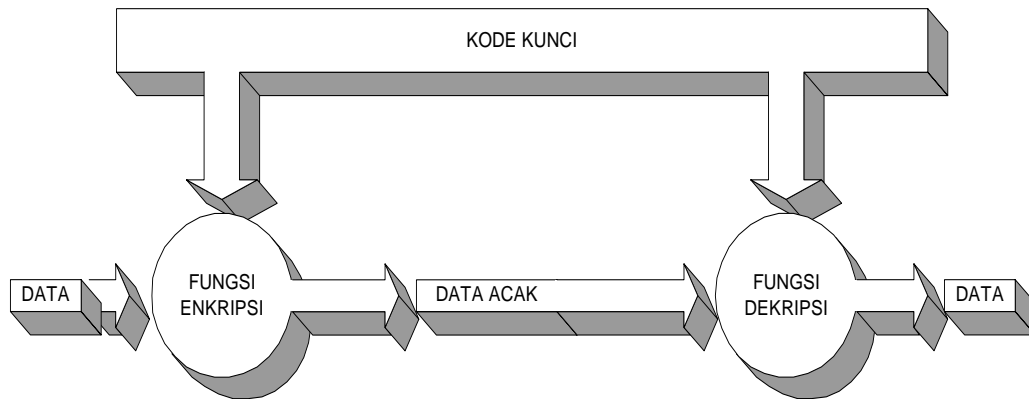 KODE KUNCI
DATA
FUNGSI
ENKRIPSI
DATA ACAK
FUNGSI
DEKRIPSI
DATA